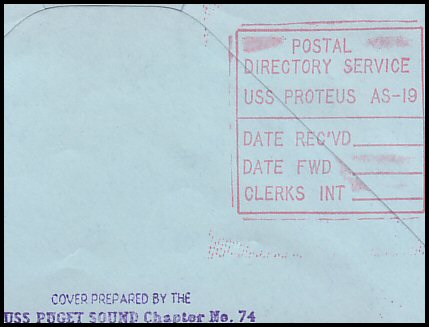 POSTAL
DIRECTORY SERVICE
USS PROTEUS AS-19
DATE REC'VD
DATE FWD
CLERKS INT
COVER PREPARED BY THE
USS PUGET SOUND Chapter No. 74